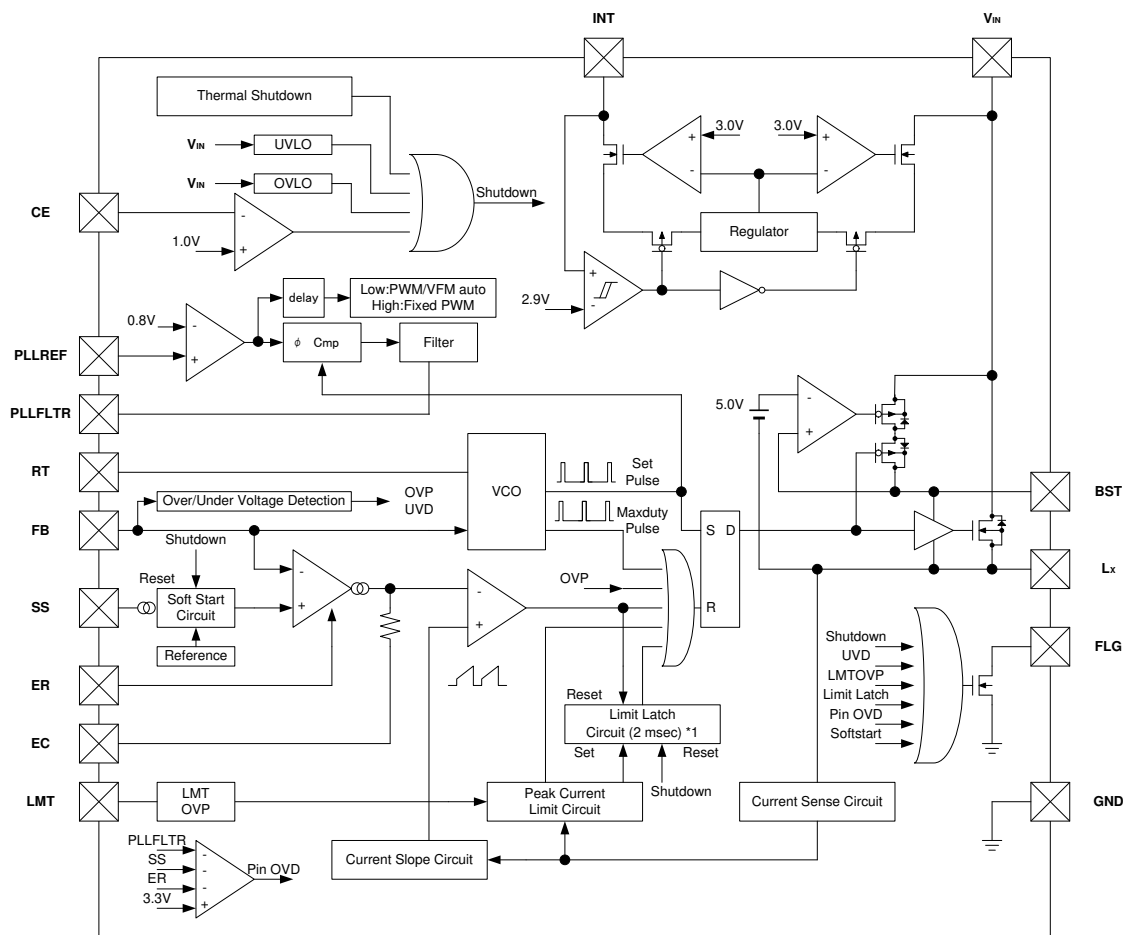 INT
VIN
Thermal Shutdown
VIN
UVLO
VIN
OVLO
Shutdown
CE
-
+
1.0V
3.0V
3.0V
+
-
+
-
Regulator
+
-
2.9V
delay
Low:PWM/VFM auto
High:Fixed PWM
0.8V
-
+
PLLREF
ϕ Cmp
Filter
PLLFLTR
5.0V
-
+
RT
VCO
Set
Pulse
Maxduty
Pulse
BST
Over/Under Voltage Detection
OVP
UVD
FB
S D
R
Shutdown
Reset
SS
Soft Start
Circuit
Reference
-
+
-
+
OVP
LX
ER
EC
Shutdown
UVD
LMTOVP
Limit Latch
Pin OVD
Softstart
FLG
Reset
Limit Latch
Circuit (2 msec) *1
Set
Reset
Shutdown
LMT
LMT
OVP
Peak Current
Limit Circuit
Current Sense Circuit
GND
Current Slope Circuit
PLLFLTR
SS
ER
3.3V
-
-
-
+
Pin OVD